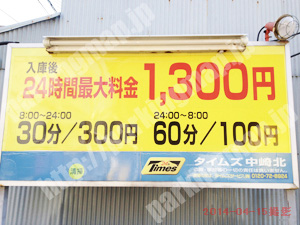 入庫後
24時間最大料金 1,300円
8:00~24:00 24:00~8:00
30分/300円 60分/100円
Times タイムズ 中崎北